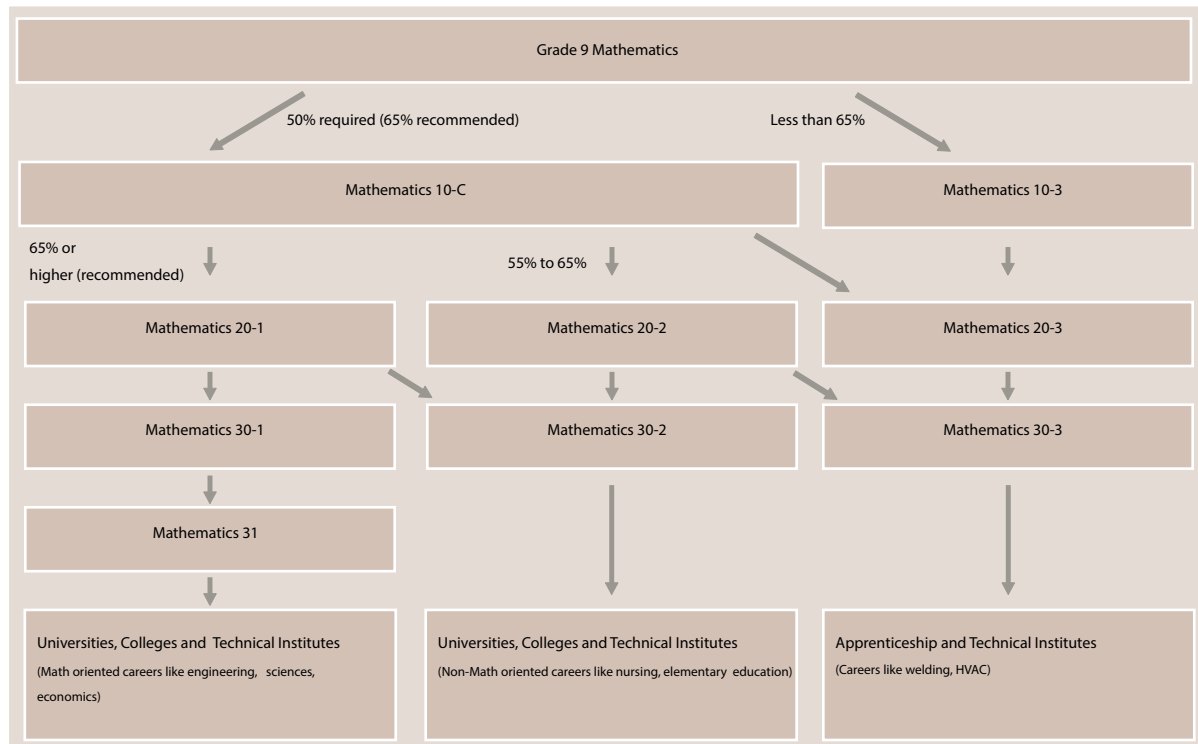 Grade 9 Mathematics
50% required (65% recommended)
Less than 65%
Mathematics 10-C
Mathematics 10-3
65% or
higher (recommended)
55% to 65%
Mathematics 20-1
Mathematics 20-2
Mathematics 20-3
Mathematics 30-1
Mathematics 30-2
Mathematics 30-3
Mathematics 31
Universities, Colleges and Technical Institutes
(Math oriented careers like engineering, sciences,
economics)
Universities, Colleges and Technical Institutes
(Non-Math oriented careers like nursing, elementary education)
Apprenticeship and Technical Institutes
(Careers like welding, HVAC)